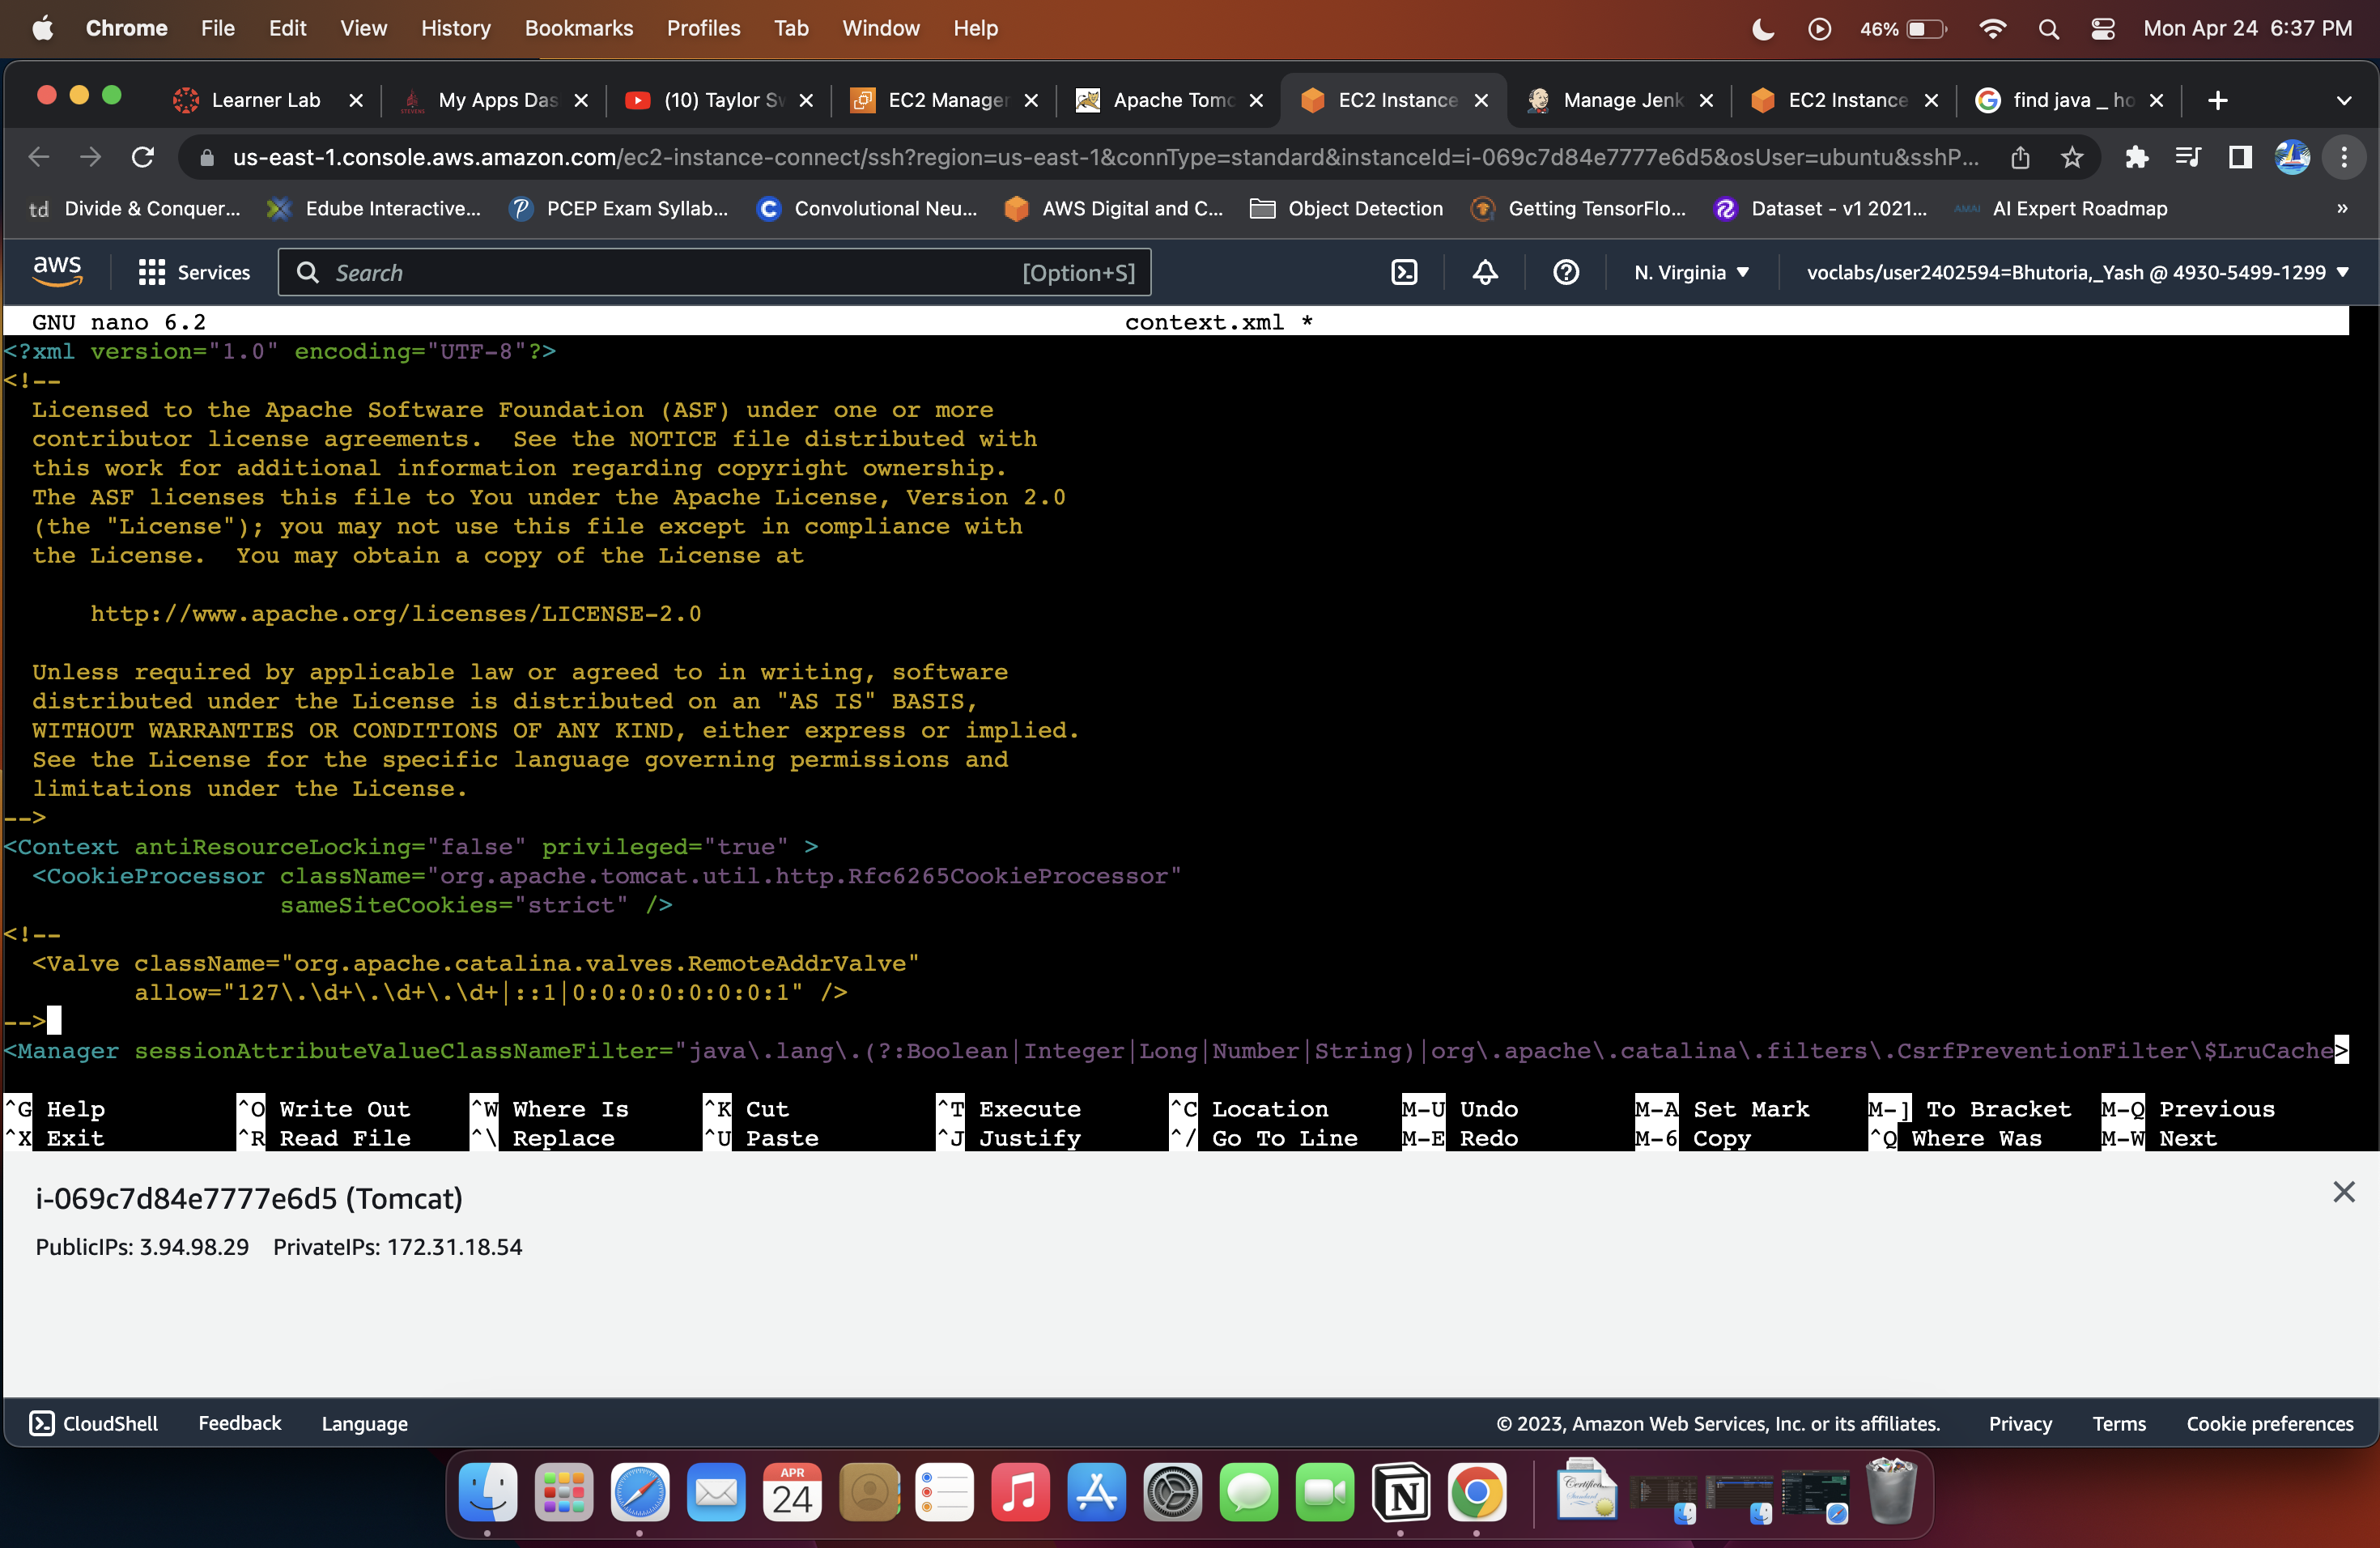 Chrome File Edit View History Bookmarks Profiles Tab Window Help 46% Mon Apr 24 6:37 PM
Learner Lab My Apps Das (10) Taylor Sw EC2 Manager Apache Tomc EC2 Instance Manage Jenk EC2 Instance find java _ ho
us-east-1.console.aws.amazon.com/ec2-instance-connect/ssh?region=us-east-1&connType=standard&instanceId=i-069c7d84e7777e6d5&osUser=ubuntu&sshP...
td Divide & Conquer... Edube Interactive... PCEP Exam Syllab... Convolutional Neu... AWS Digital and C... Object Detection Getting TensorFlo... Dataset - v1 2021... AMAI AI Expert Roadmap »
aws Services Search [Option+S] N. Virginia voclabs/user2402594=Bhutoria,_Yash @ 4930-5499-1299
GNU nano 6.2 context.xml *
<?xml version="1.0" encoding="UTF-8"?>
<!--
Licensed to the Apache Software Foundation (ASF) under one or more
contributor license agreements.  See the NOTICE file distributed with
this work for additional information regarding copyright ownership.
The ASF licenses this file to You under the Apache License, Version 2.0
(the "License"); you may not use this file except in compliance with
the License.  You may obtain a copy of the License at
http://www.apache.org/licenses/LICENSE-2.0
Unless required by applicable law or agreed to in writing, software
distributed under the License is distributed on an "AS IS" BASIS,
WITHOUT WARRANTIES OR CONDITIONS OF ANY KIND, either express or implied.
See the License for the specific language governing permissions and
limitations under the License.
-->
<Context antiResourceLocking="false" privileged="true" >
<CookieProcessor className="org.apache.tomcat.util.http.Rfc6265CookieProcessor"
sameSiteCookies="strict" />
<!--
<Valve className="org.apache.catalina.valves.RemoteAddrValve"
allow="127\.\d+\.\d+\.\d+|::1|0:0:0:0:0:0:0:1" />
-->
<Manager sessionAttributeValueClassNameFilter="java\.lang\.(?:Boolean|Integer|Long|Number|String)|org\.apache\.catalina\.filters\.CsrfPreventionFilter\$LruCache>
^G Help ^O Write Out ^W Where Is ^K Cut ^T Execute ^C Location M-U Undo M-A Set Mark M-] To Bracket M-Q Previous
^X Exit ^R Read File ^\ Replace ^U Paste ^J Justify ^/ Go To Line M-E Redo M-6 Copy ^Q Where Was M-W Next
i-069c7d84e7777e6d5 (Tomcat)
PublicIPs: 3.94.98.29 PrivateIPs: 172.31.18.54
CloudShell Feedback Language © 2023, Amazon Web Services, Inc. or its affiliates. Privacy Terms Cookie preferences
APR
24